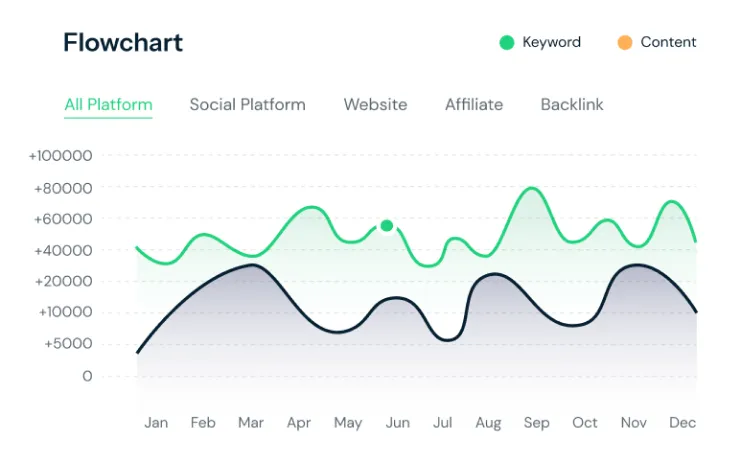 Flowchart
Keyword Content
All Platform Social Platform Website Affiliate Backlink
+100000
+80000
+60000
+40000
+20000
+10000
+5000
0
Jan Feb Mar Apr May Jun Jul Aug Sep Oct Nov Dec